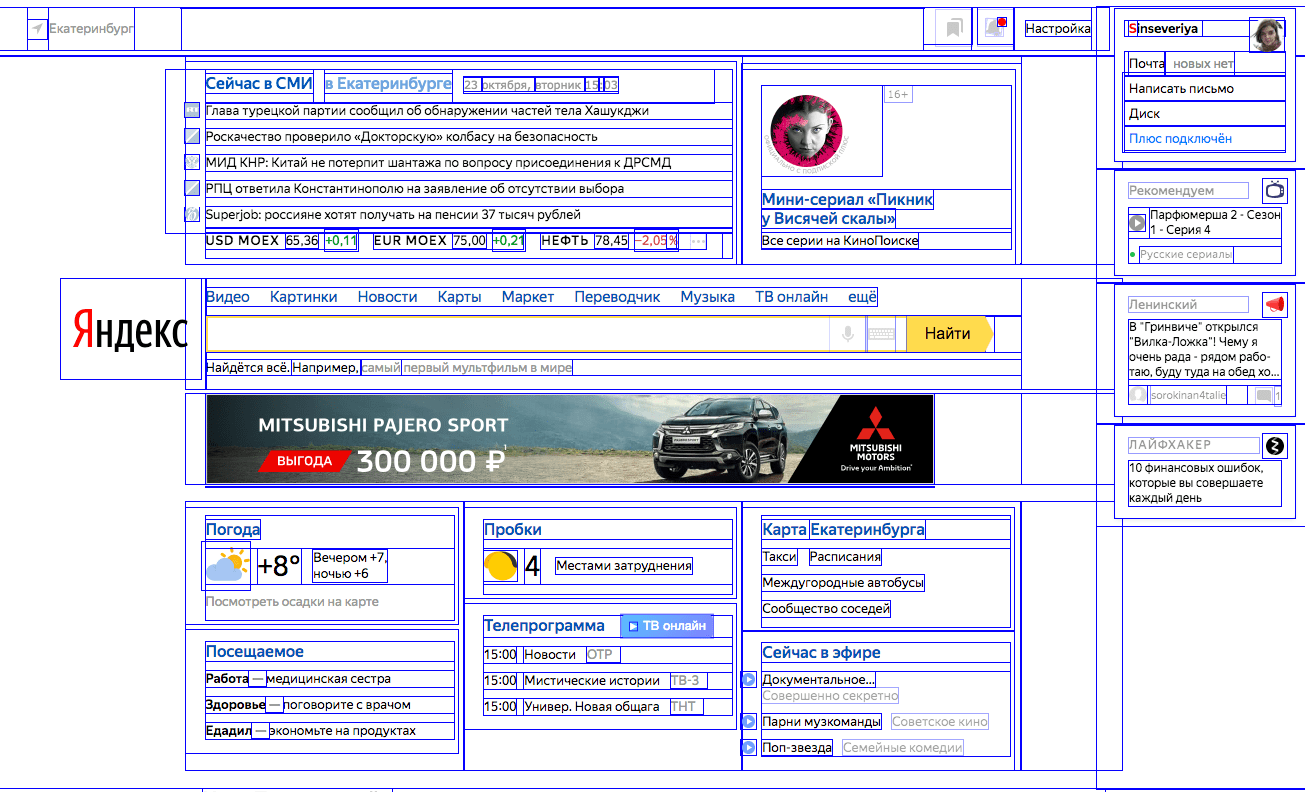 Екатеринбург
Настройка
Сейчас в СМИ в Екатеринбурге 23 октября, вторник 15:03
Глава турецкой партии сообщил об обнаружении частей тела Хашукджи
Роскачество проверило «Докторскую» колбасу на безопасность
МИД КНР: Китай не потерпит шантажа по вопросу присоединения к ДРСМД
РПЦ ответила Константинополю на заявление об отсутствии выбора
Superjob: россияне хотят получать на пенсии 37 тысяч рублей
USD MOEX 65,36 +0,11 EUR MOEX 75,00 +0,21 НЕФТЬ 78,45 −2,05% ...
16+
ОФИЦИАЛЬНО С ПОДПИСКОЙ ПЛЮС
Мини-сериал «Пикник
у Висячей скалы»
Все серии на КиноПоиске
Sinseveriya
Почта новых нет
Написать письмо
Диск
Плюс подключён
Рекомендуем
Парфюмерша 2 - Сезон
1 - Серия 4
Русские сериалы
Яндекс
Видео Картинки Новости Карты Маркет Переводчик Музыка ТВ онлайн ещё
Найти
Найдётся всё. Например, самый первый мультфильм в мире
Ленинский
В "Гринвиче" открылся
"Вилка-Ложка"! Чему я
очень рада - рядом рабо-
таю, буду туда на обед хо...
sorokinan4talie 1
MITSUBISHI PAJERO SPORT
ВЫГОДА 300 000 ₽¹
MITSUBISHI
MOTORS
Drive your Ambition*
ЛАЙФХАКЕР
10 финансовых ошибок,
которые вы совершаете
каждый день
Погода
+8° Вечером +7,
ночью +6
Посмотреть осадки на карте
Пробки
4 Местами затруднения
Карта Екатеринбурга
Такси Расписания
Междугородные автобусы
Сообщество соседей
Посещаемое
Работа — медицинская сестра
Здоровье — поговорите с врачом
Едадил — экономьте на продуктах
Телепрограмма ТВ онлайн
15:00 Новости ОТР
15:00 Мистические истории ТВ-3
15:00 Универ. Новая общага ТНТ
Сейчас в эфире
Документальное...
Совершенно секретно
Парни музкоманды Советское кино
Поп-звезда Семейные комедии